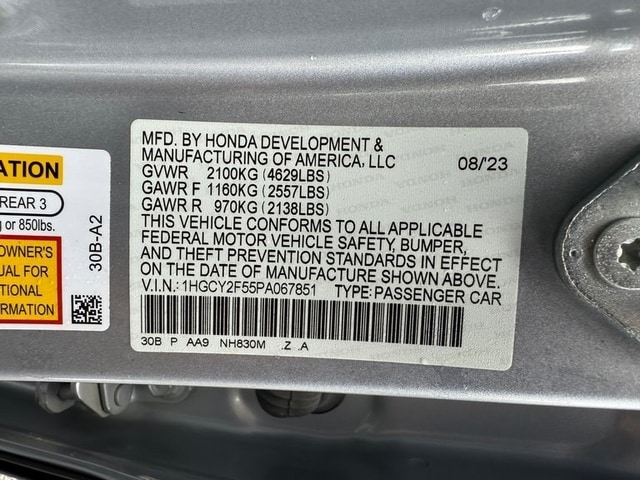 MFD. BY HONDA DEVELOPMENT &
MANUFACTURING OF AMERICA, LLC 08/'23
GVWR 2100KG (4629LBS)
GAWR F 1160KG (2557LBS)
GAWR R 970KG (2138LBS)
THIS VEHICLE CONFORMS TO ALL APPLICABLE
FEDERAL MOTOR VEHICLE SAFETY, BUMPER,
AND THEFT PREVENTION STANDARDS IN EFFECT
ON THE DATE OF MANUFACTURE SHOWN ABOVE.
V.I.N.: 1HGCY2F55PA067851 TYPE:PASSENGER CAR
30B P AA9 NH830M .Z .A
ATION
REAR 3
g or 850lbs.
OWNER'S
UAL FOR
TIONAL
RMATION
30B-A2